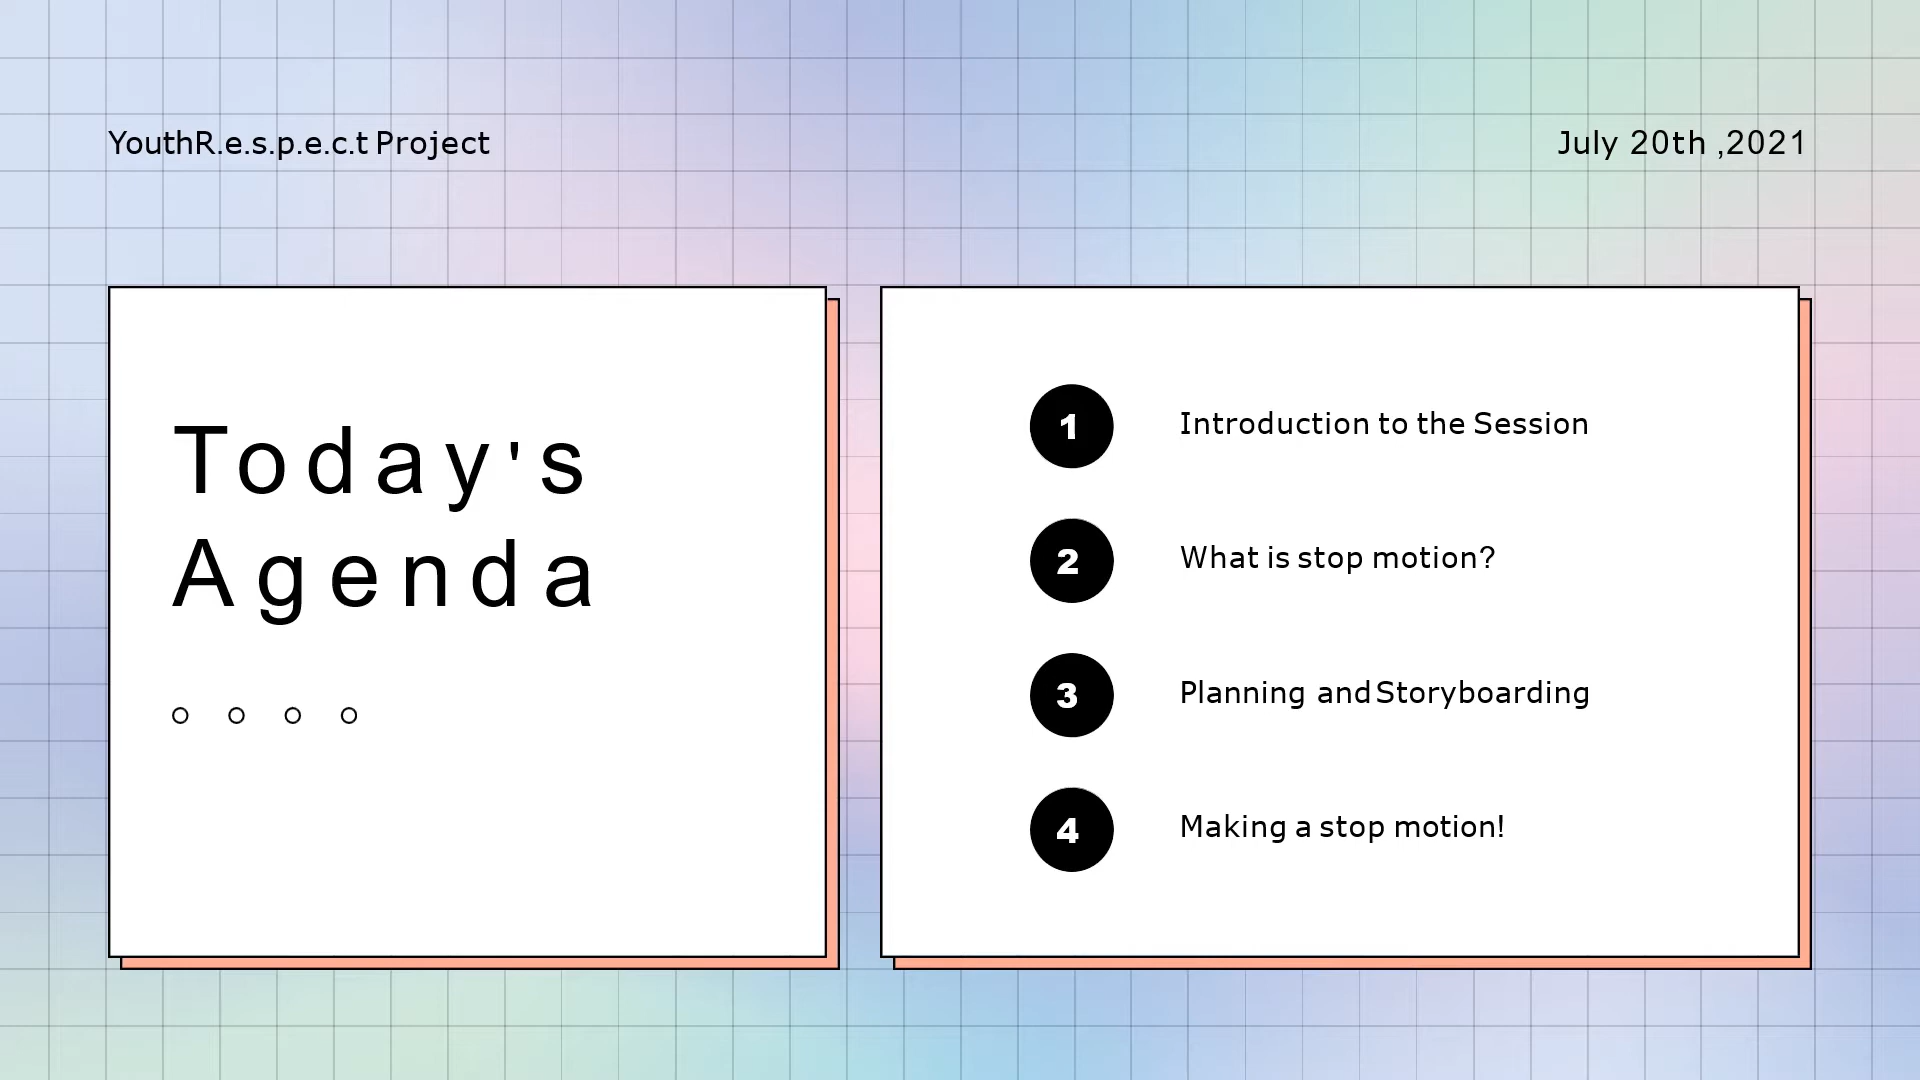 YouthR.e.s.p.e.c.t Project
July 20th ,2021
Today's
Agenda
1 Introduction to the Session
2 What is stop motion?
3 Planning and Storyboarding
4 Making a stop motion!